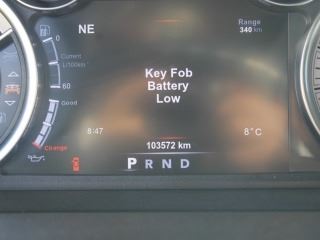 NE
Range
340 km
0
Current
L/100km
60
Key Fob
Battery
Low
Good
8:47
8°C
103572 km
Change
P R N D